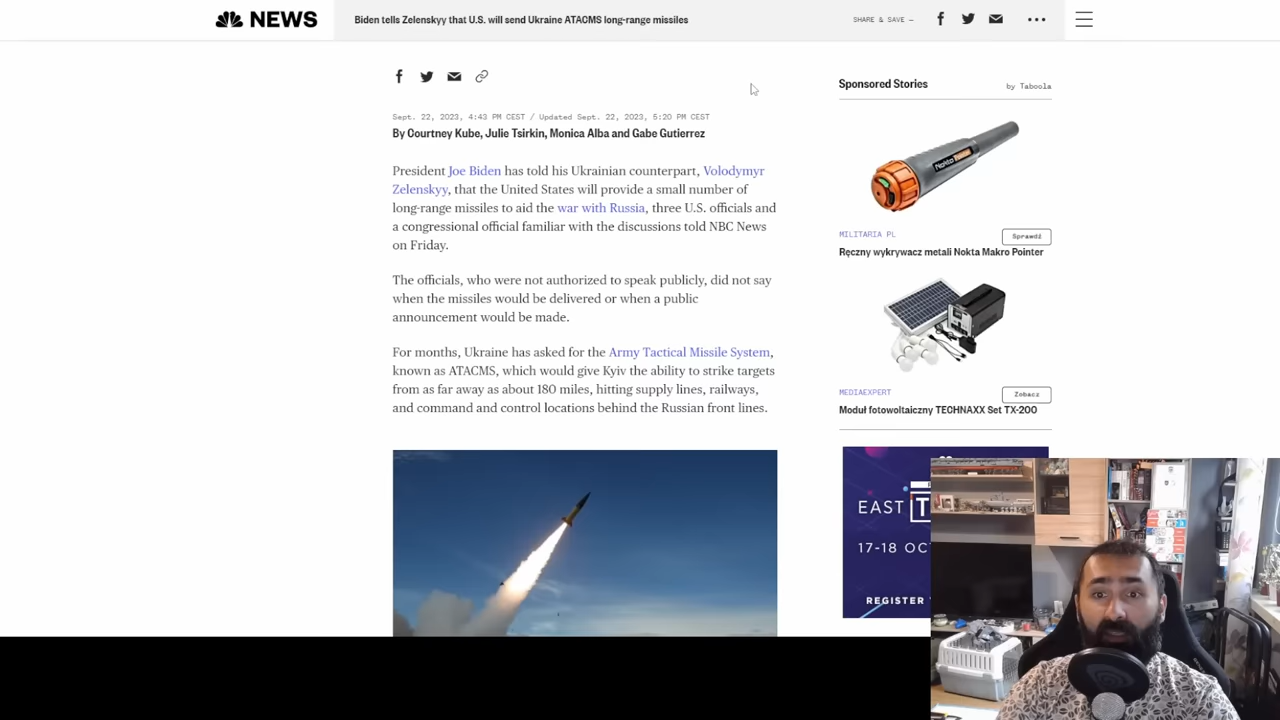 NEWS
Biden tells Zelenskyy that U.S. will send Ukraine ATACMS long-range missiles
SHARE & SAVE —
Sept. 22, 2023, 4:43 PM CEST / Updated Sept. 22, 2023, 5:20 PM CEST
By Courtney Kube, Julie Tsirkin, Monica Alba and Gabe Gutierrez
President Joe Biden has told his Ukrainian counterpart, Volodymyr
Zelenskyy, that the United States will provide a small number of
long-range missiles to aid the war with Russia, three U.S. officials and
a congressional official familiar with the discussions told NBC News
on Friday.
The officials, who were not authorized to speak publicly, did not say
when the missiles would be delivered or when a public
announcement would be made.
For months, Ukraine has asked for the Army Tactical Missile System,
known as ATACMS, which would give Kyiv the ability to strike targets
from as far away as about 180 miles, hitting supply lines, railways,
and command and control locations behind the Russian front lines.
Sponsored Stories
by Taboola
Nokta
MILITARIA PL
Sprawdź
Ręczny wykrywacz metali Nokta Makro Pointer
MEDIAEXPERT
Zobacz
Moduł fotowoltaiczny TECHNAXX Set TX-200
EAST
17-18
REGISTER